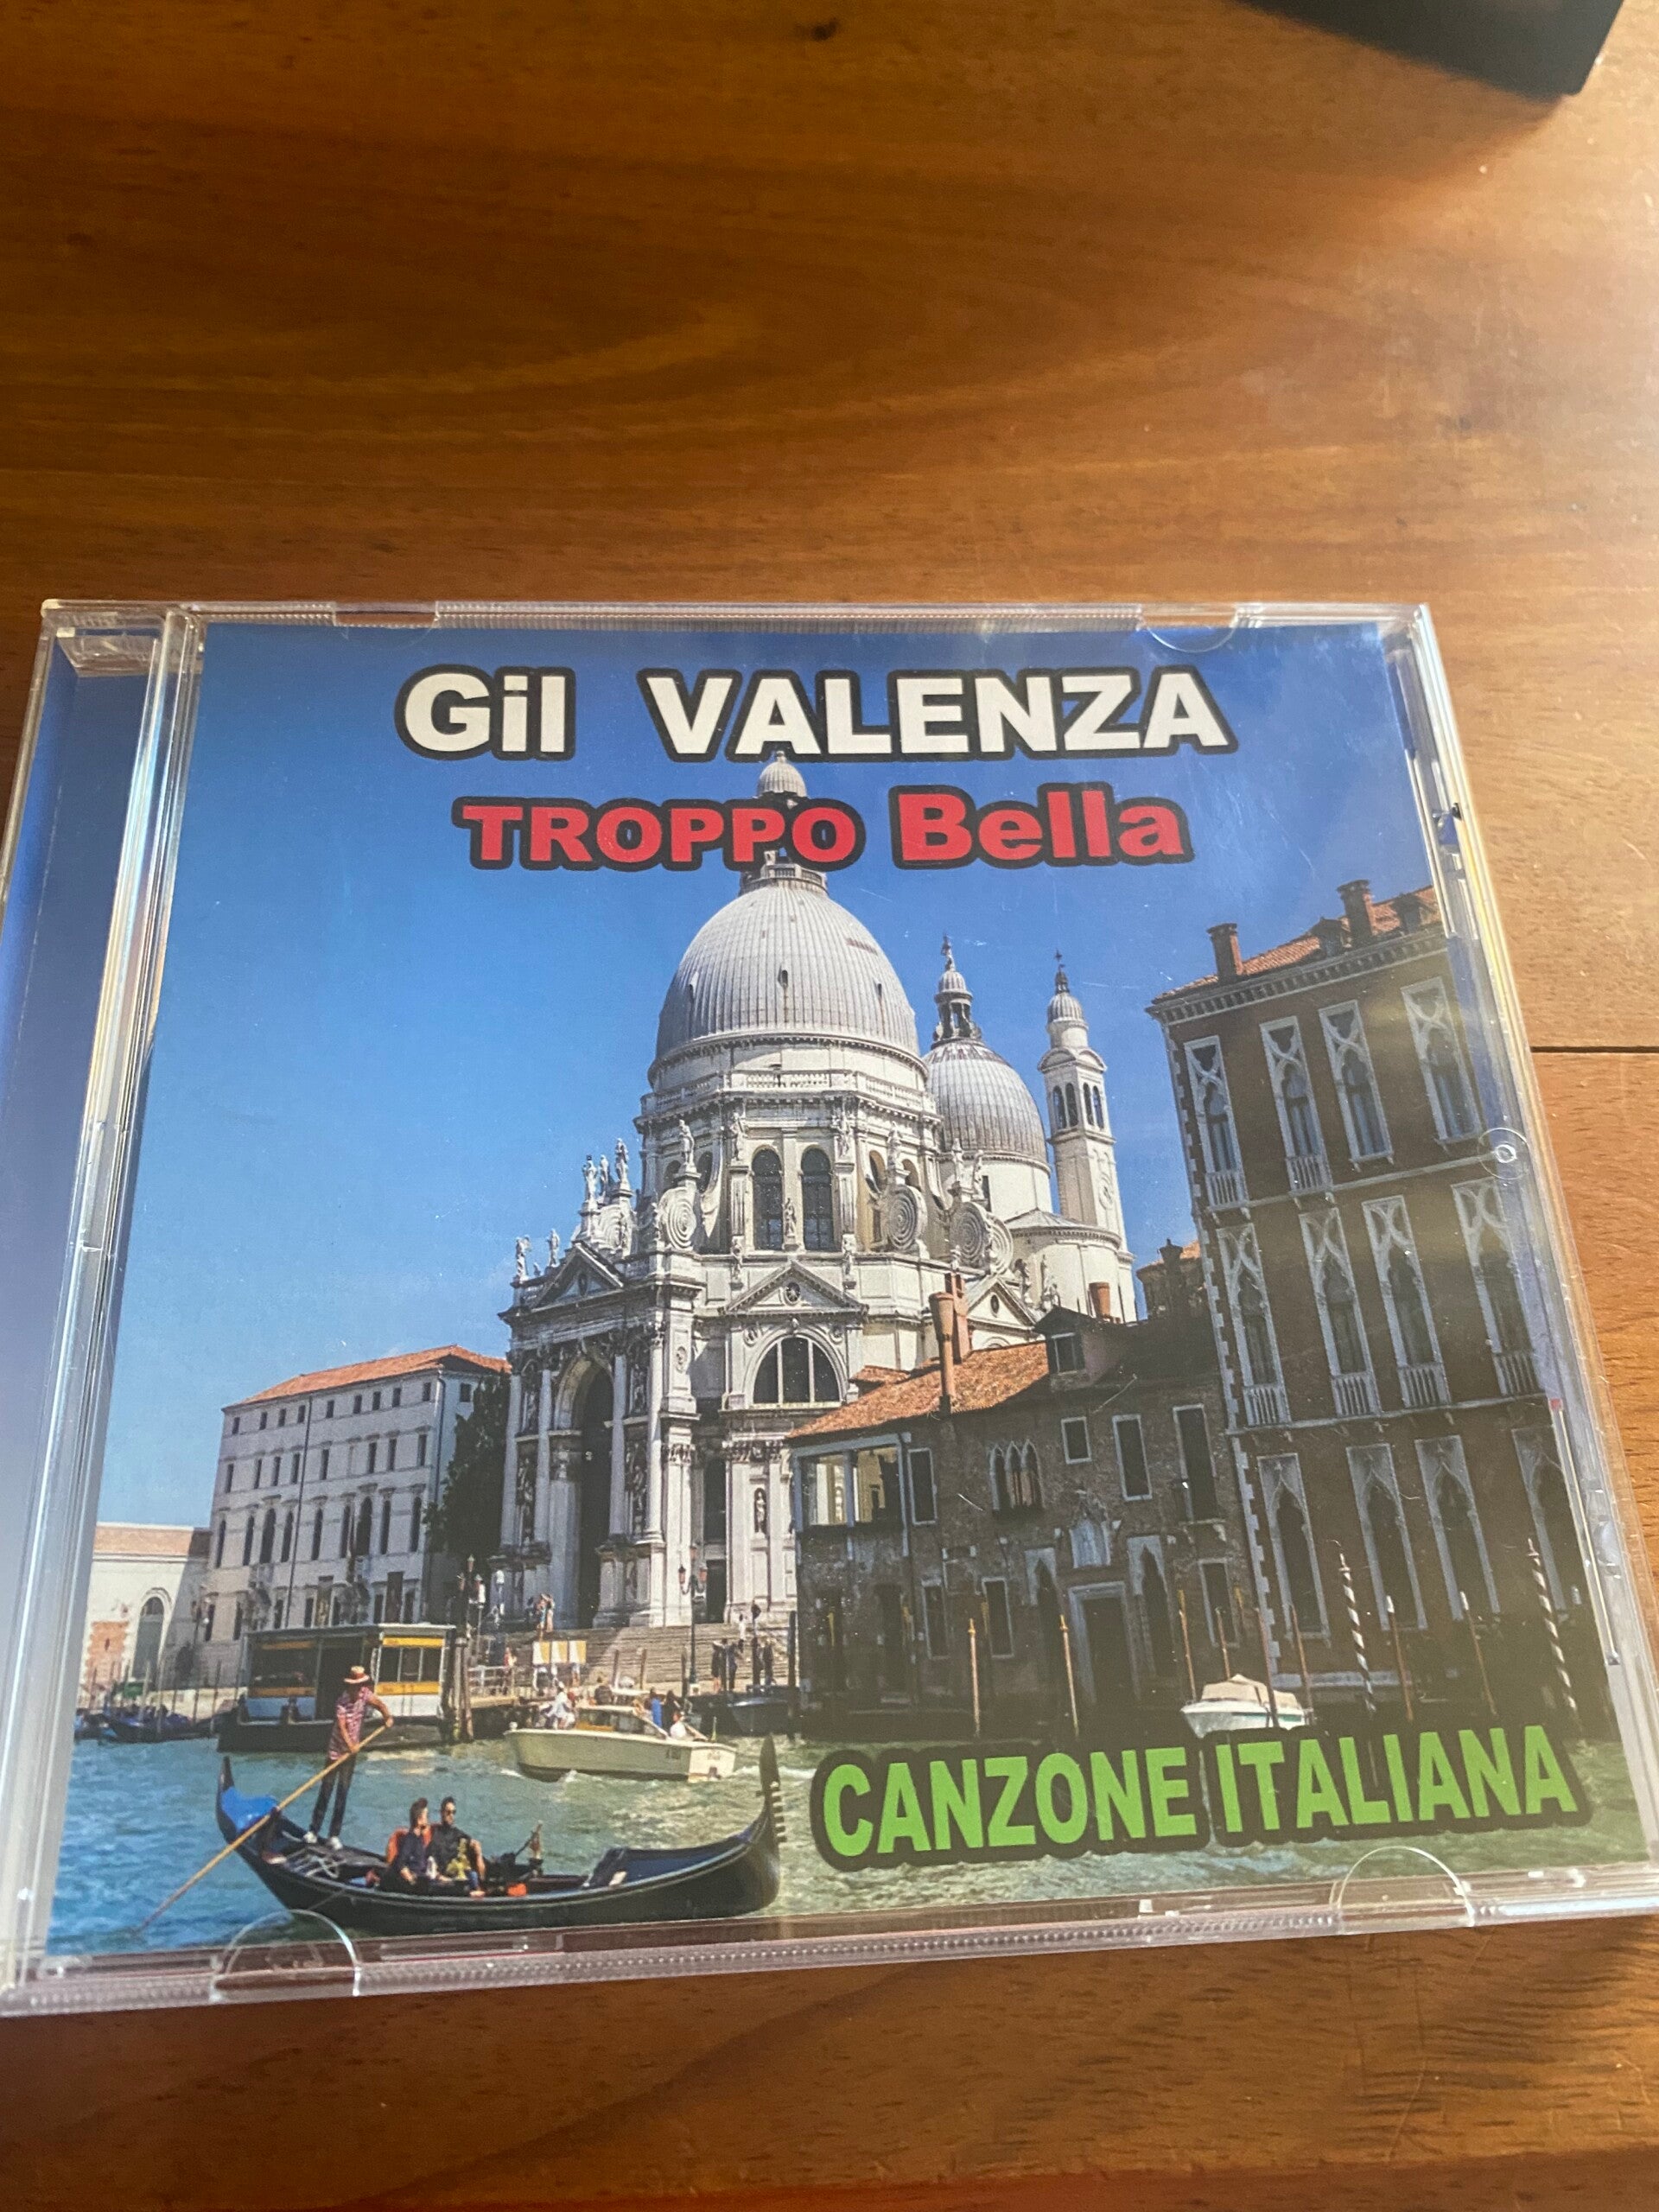 Gil VALENZA
TROPPO Bella
CANZONE ITALIANA